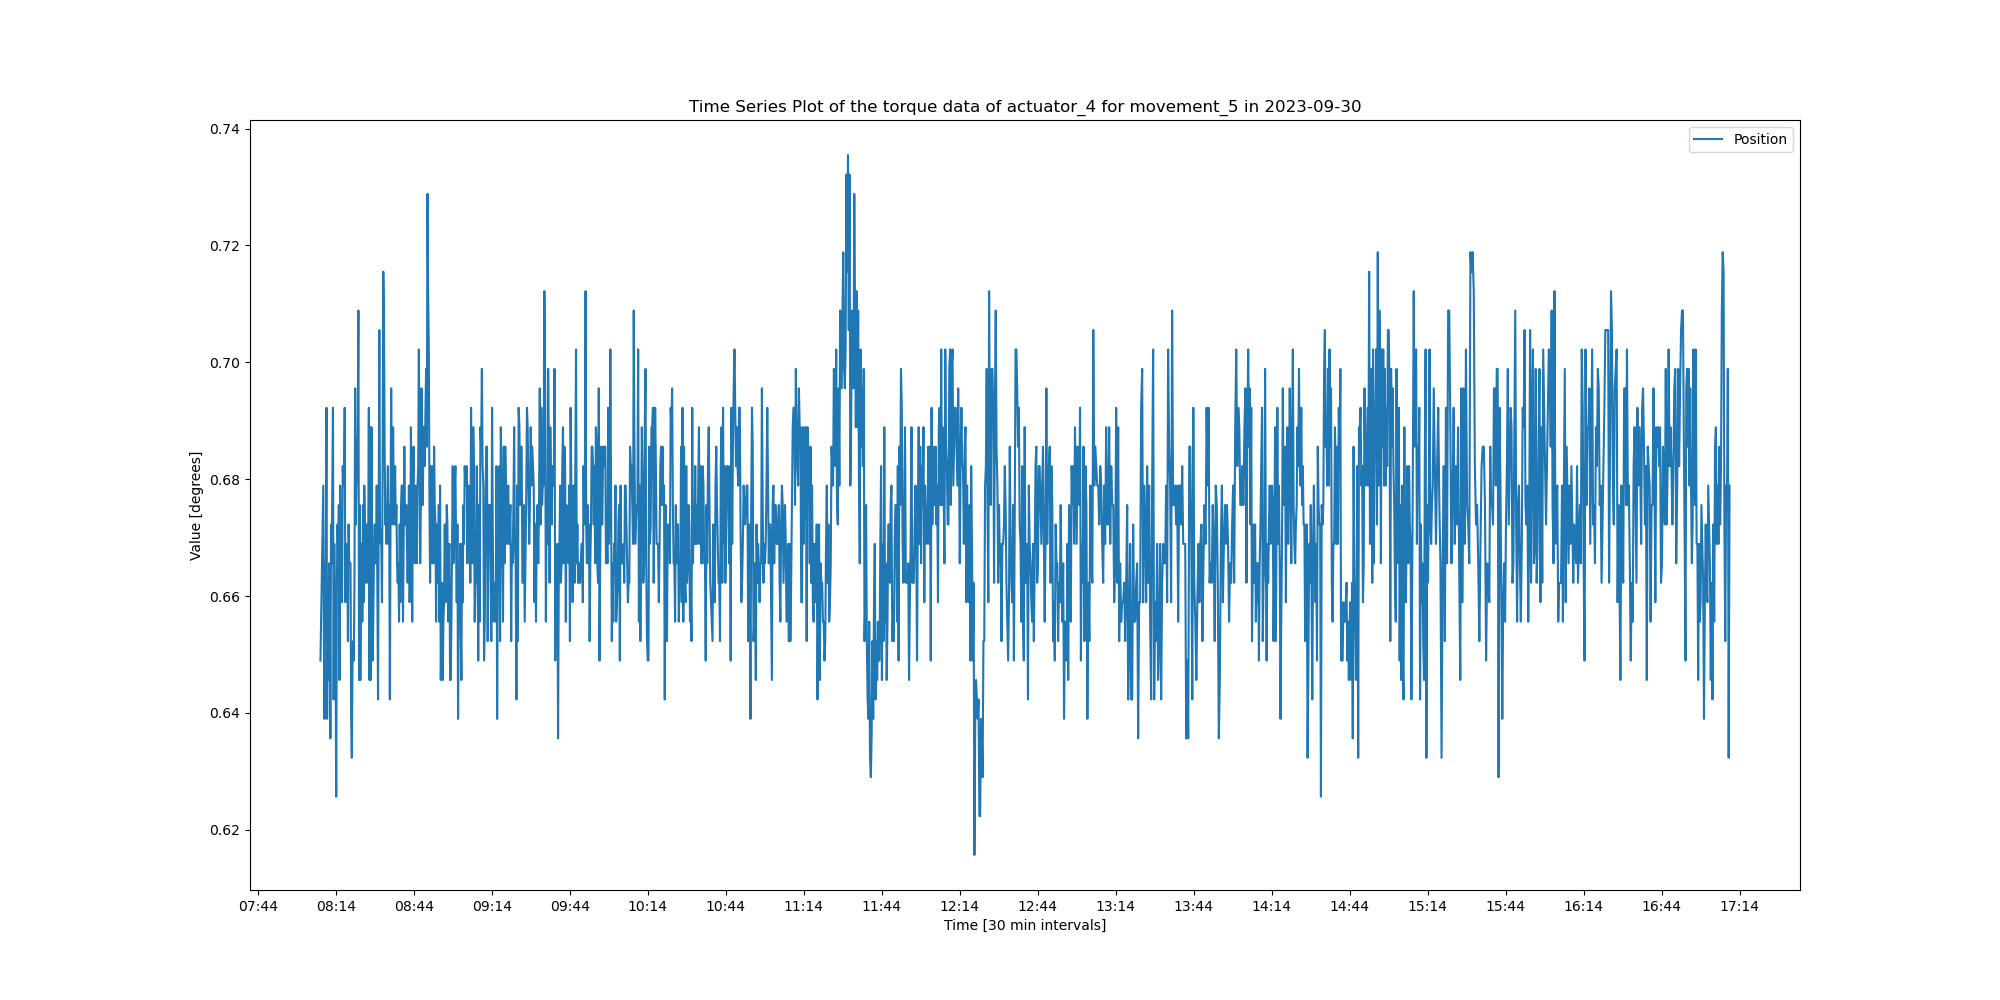 Time Series Plot of the torque data of actuator_4 for movement_5 in 2023-09-30
Position
0.74
0.72
0.70
0.68
0.66
0.64
0.62
Value [degrees]
07:44 08:14 08:44 09:14 09:44 10:14 10:44 11:14 11:44 12:14 12:44 13:14 13:44 14:14 14:44 15:14 15:44 16:14 16:44 17:14
Time [30 min intervals]